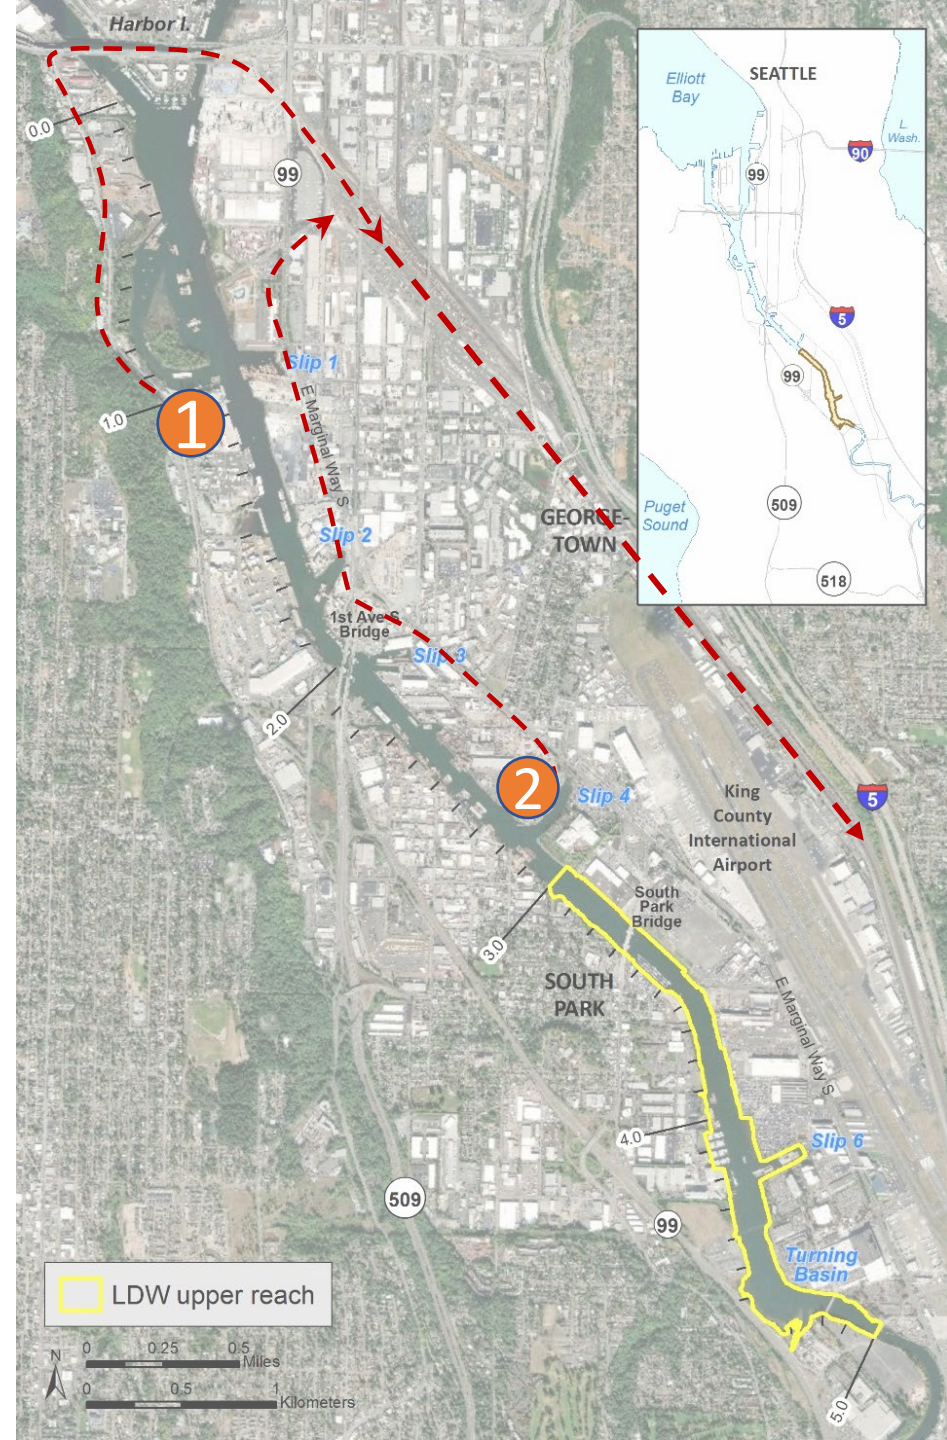 Harbor I.
0.0
99
SEATTLE
Elliott
Bay
L.
Wash.
90
99
5
99
Puget
Sound
509
518
Slip 1
1.0
1
E Marginal Way S
Slip 2
GEORGE-
TOWN
1st Ave S
Bridge
Slip 3
2.0
2
Slip 4
5
King
County
International
Airport
South
Park
Bridge
3.0
SOUTH
PARK
E Marginal Way S
4.0
Slip 6
509
99
Turning
Basin
LDW upper reach
N
0 0.25 0.5
Miles
0 0.5 1
Kilometers
5.0